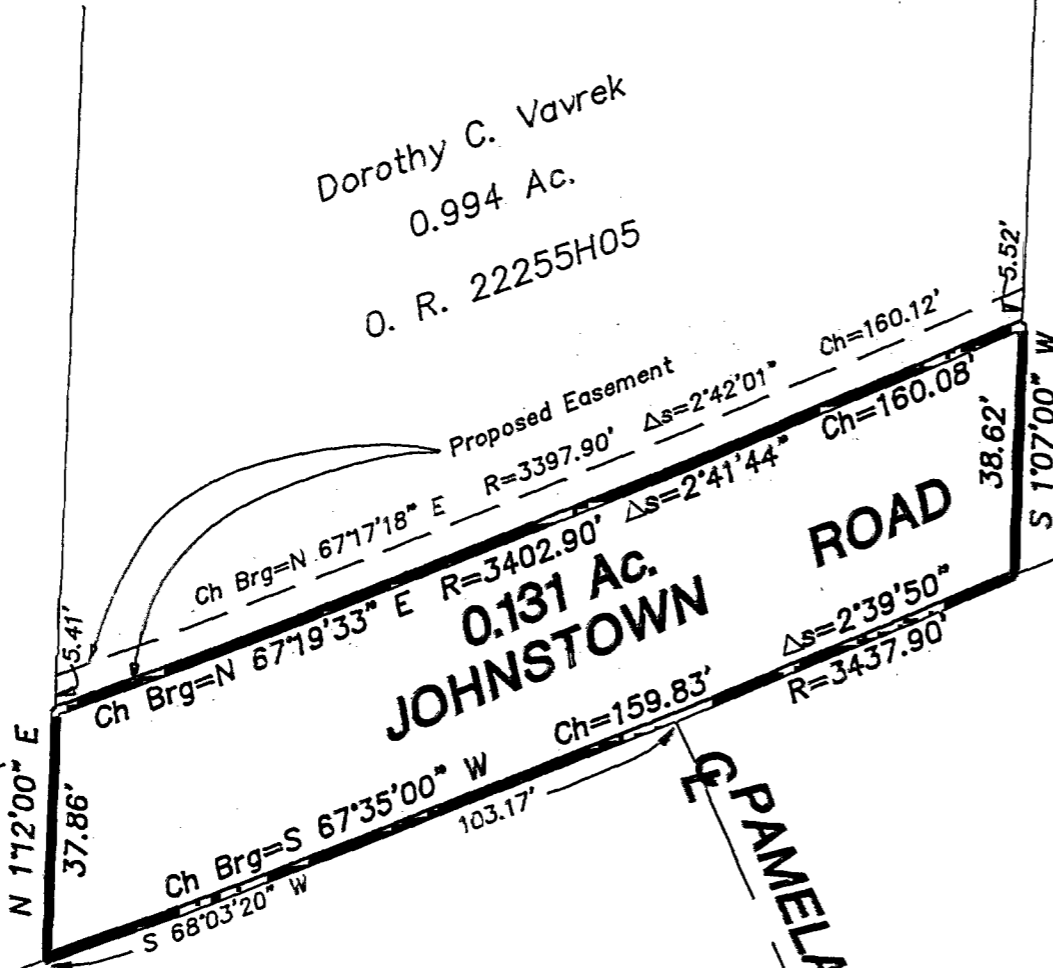 Dorothy C. Vavrek
0.994 Ac.
O. R. 22255H05
5.52'
Proposed Easement
Ch Brg=N 67°17'18" E R=3397.90' Δs=2°42'01" Ch=160.12'
5.41'
Ch Brg=N 67°19'33" E R=3402.90' Δs=2°41'44" Ch=160.08'
0.131 Ac.
JOHNSTOWN ROAD
38.62'
S 1°07'00" W
N 1°12'00" E
37.86'
Ch Brg=S 67°35'00" W Ch=159.83' Δs=2°39'50"
R=3437.90'
S 68°03'20" W 103.17'
CL PAMELA